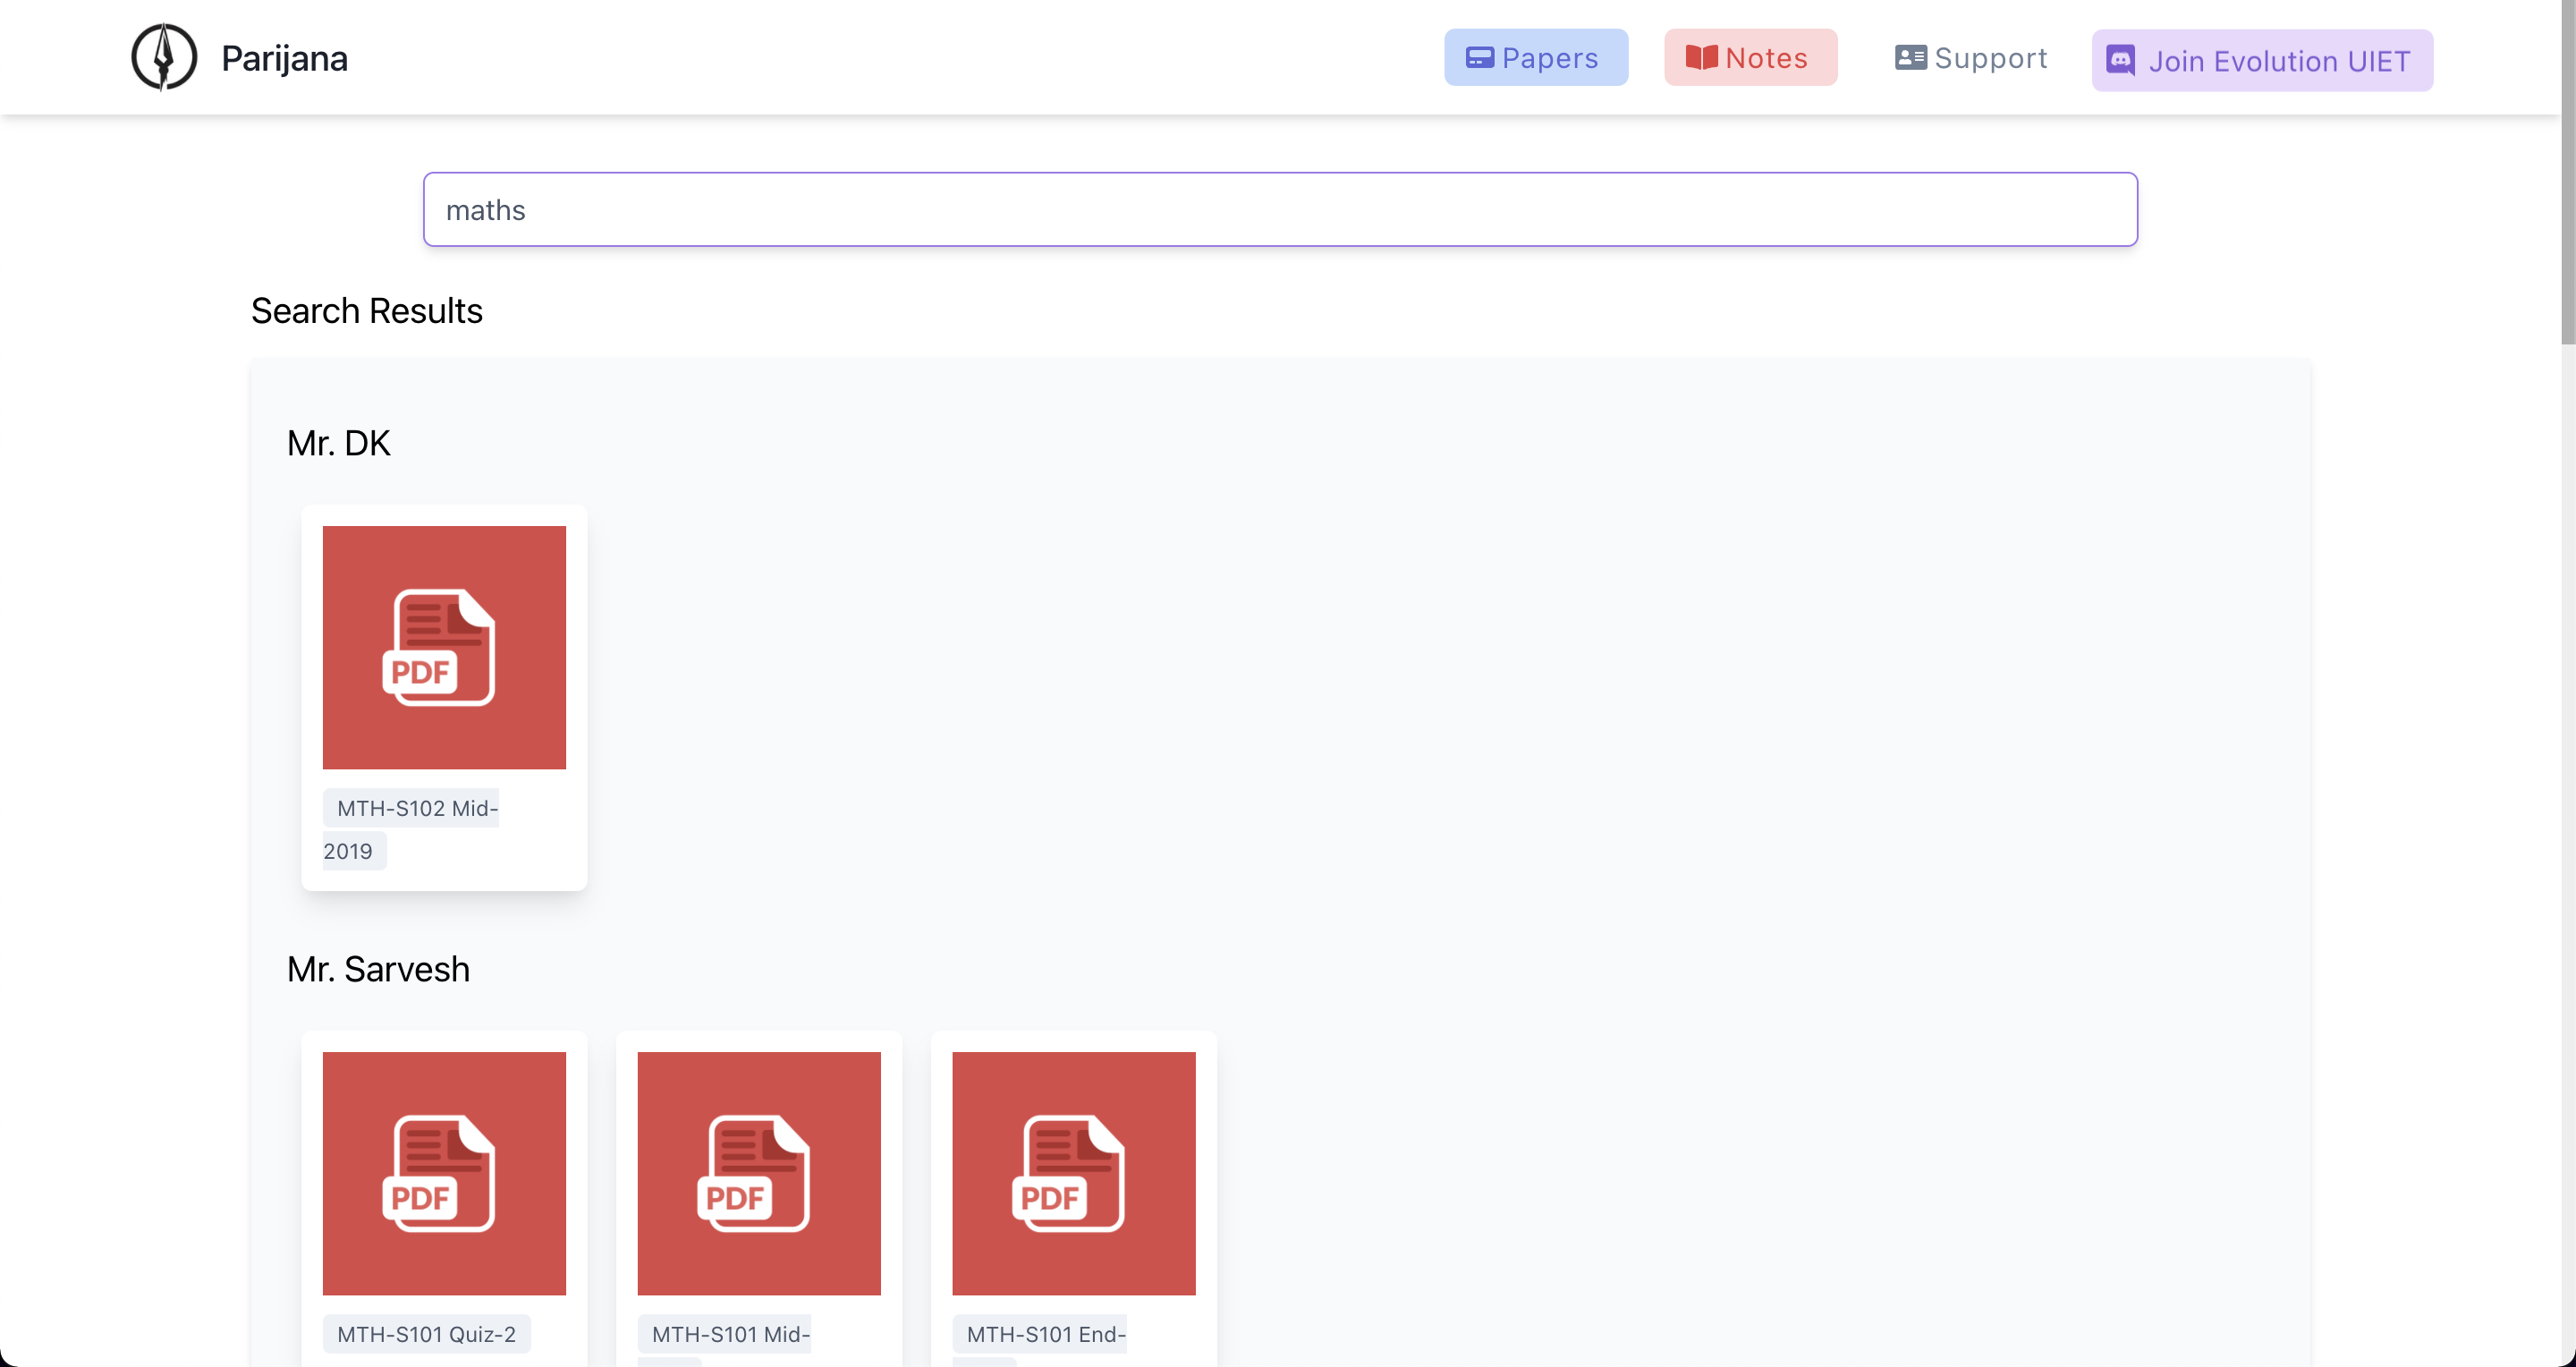 Parijana
Papers
Notes
Support
Join Evolution UIET
maths
Search Results
Mr. DK
PDF
MTH-S102 Mid-
2019
Mr. Sarvesh
PDF
PDF
PDF
MTH-S101 Quiz-2
MTH-S101 Mid-
MTH-S101 End-